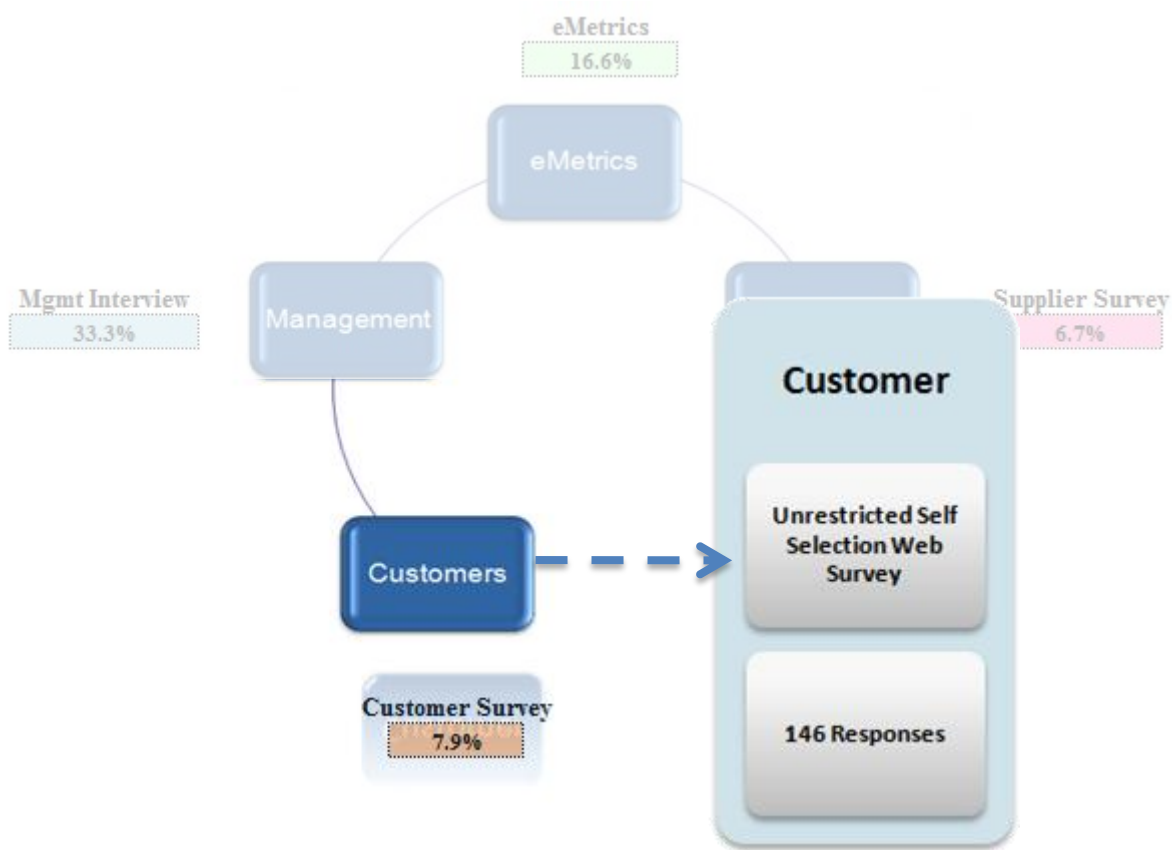 eMetrics
16.6%
eMetrics
Mgmt Interview
33.3%
Management
Supplier Survey
6.7%
Customer
Unrestricted Self
Selection Web
Survey
146 Responses
Customers
Customer Survey
7.9%